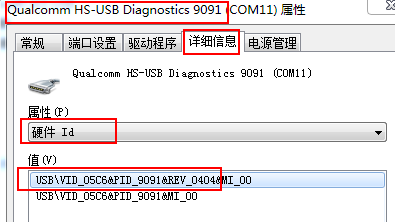 Qualcomm HS-USB Diagnostics 9091 (COM11) 属性
常规 端口设置 驱动程序 详细信息 电源管理
Qualcomm HS-USB Diagnostics 9091 (COM11)
属性(P)
硬件 Id
值(V)
USB\VID_05C6&PID_9091&REV_0404&MI_00
USB\VID_05C6&PID_9091&MI_00